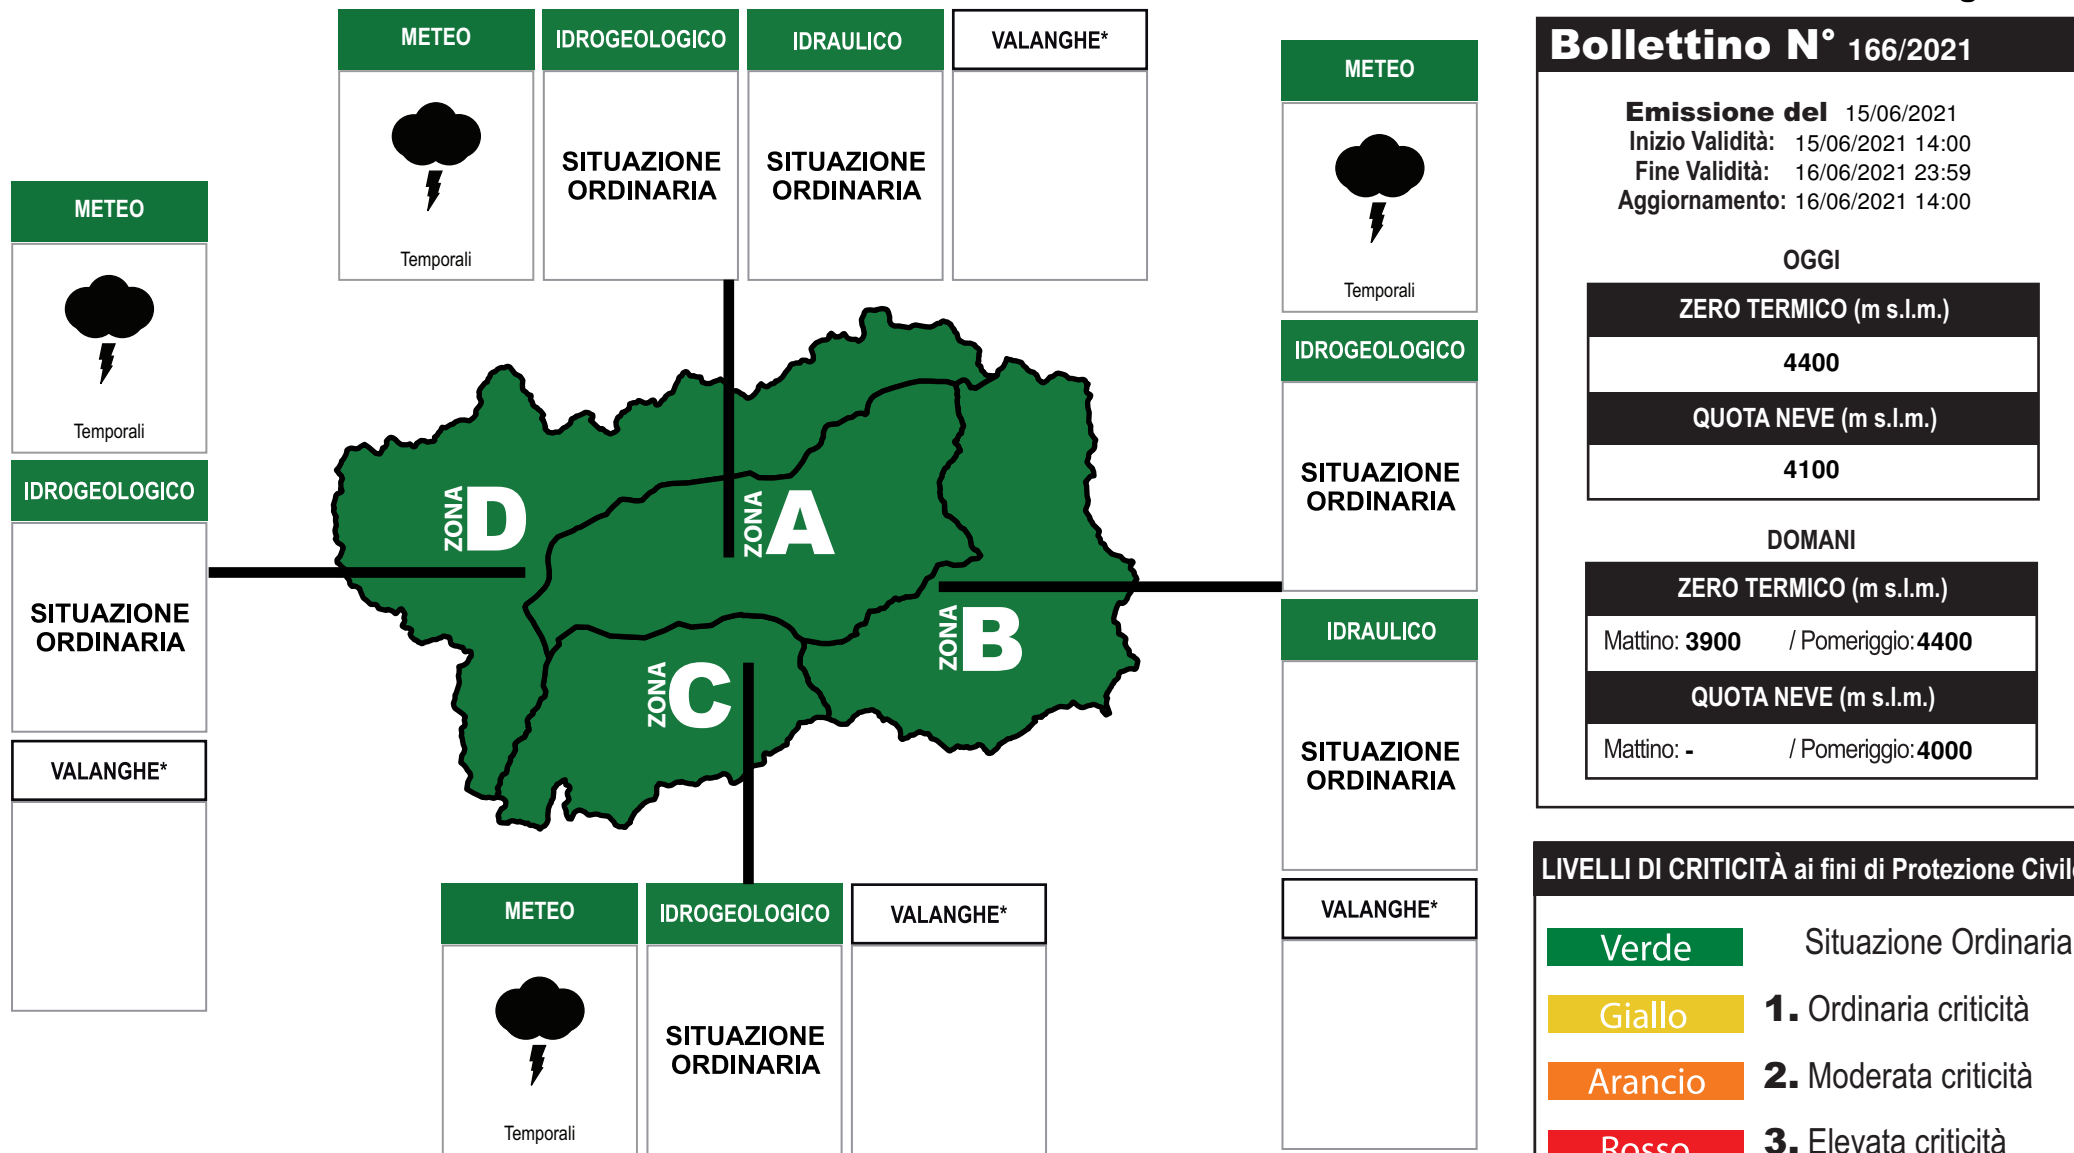 METEO
IDROGEOLOGICO
IDRAULICO
VALANGHE*
Temporali
SITUAZIONE
ORDINARIA
SITUAZIONE
ORDINARIA
METEO
Temporali
IDROGEOLOGICO
SITUAZIONE
ORDINARIA
VALANGHE*
METEO
Temporali
IDROGEOLOGICO
SITUAZIONE
ORDINARIA
IDRAULICO
SITUAZIONE
ORDINARIA
VALANGHE*
ZONA D
ZONA A
ZONA B
ZONA C
METEO
IDROGEOLOGICO
VALANGHE*
Temporali
SITUAZIONE
ORDINARIA
Bollettino N° 166/2021
Emissione del 15/06/2021
Inizio Validità: 15/06/2021 14:00
Fine Validità: 16/06/2021 23:59
Aggiornamento: 16/06/2021 14:00
OGGI
ZERO TERMICO (m s.l.m.)
4400
QUOTA NEVE (m s.l.m.)
4100
DOMANI
ZERO TERMICO (m s.l.m.)
Mattino: 3900 / Pomeriggio: 4400
QUOTA NEVE (m s.l.m.)
Mattino: - / Pomeriggio: 4000
LIVELLI DI CRITICITÀ ai fini di Protezione Civile
Verde Situazione Ordinaria
Giallo 1. Ordinaria criticità
Arancio 2. Moderata criticità
Rosso 3. Elevata criticità